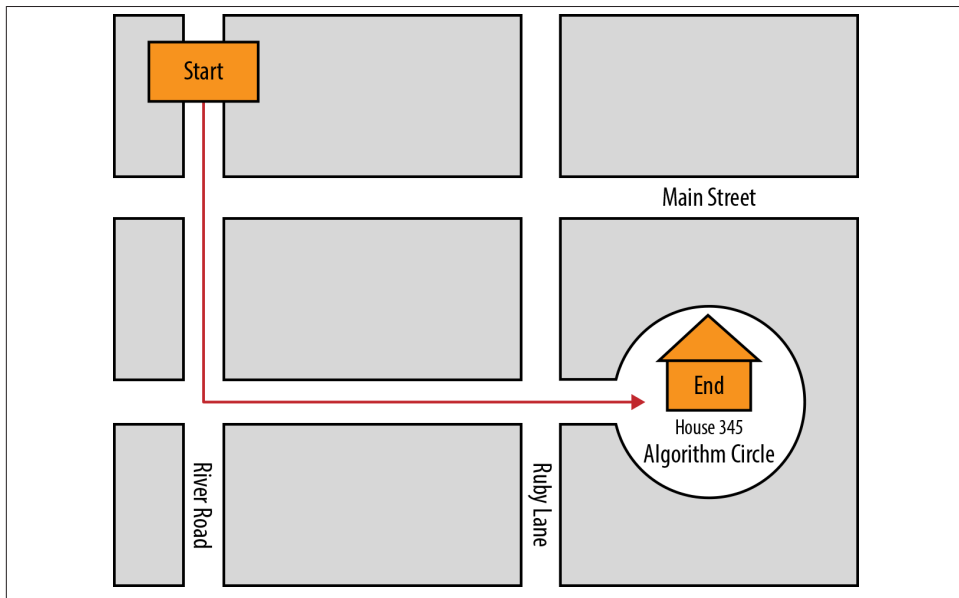 Start
Main Street
End
House 345
Algorithm Circle
River Road
Ruby Lane